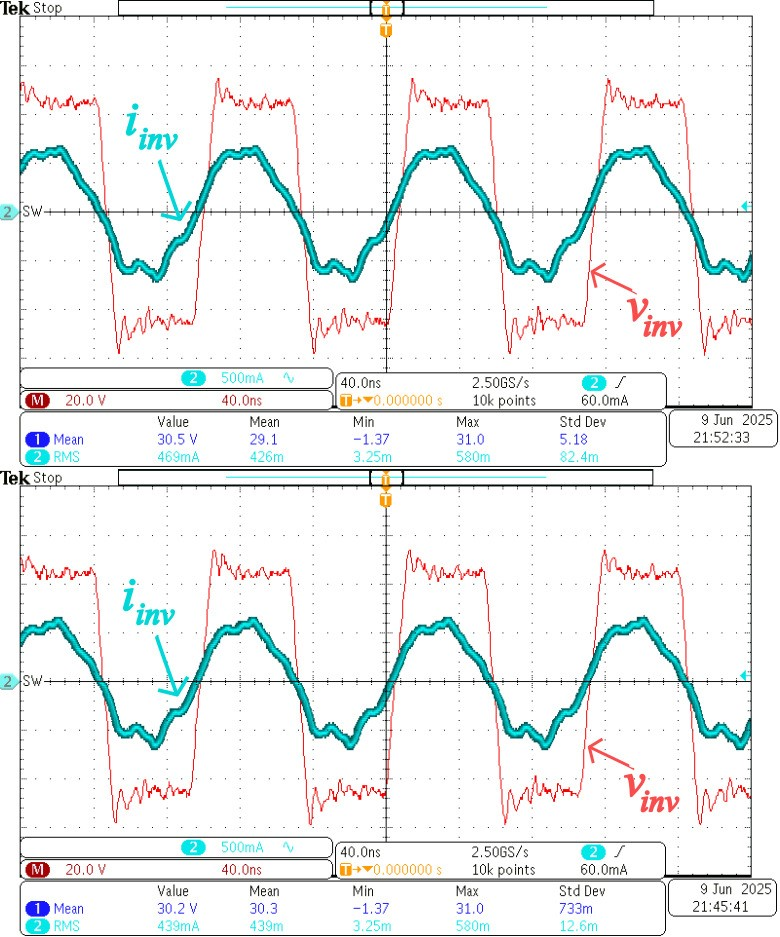 Tek Stop
T
T
i inv
2 SW
v inv
2 500mA
M 20.0 V 40.0ns
40.0ns 2.50GS/s 2
T 0.000000 s 10k points 60.0mA
Value Mean Min Max Std Dev
1 Mean 30.5 V 29.1 −1.37 31.0 5.18
2 RMS 469mA 426m 3.25m 580m 82.4m
9 Jun 2025
21:52:33
Tek Stop
T
T
i inv
2 SW
v inv
2 500mA
M 20.0 V 40.0ns
40.0ns 2.50GS/s 2
T 0.000000 s 10k points 60.0mA
Value Mean Min Max Std Dev
1 Mean 30.2 V 30.3 −1.37 31.0 733m
2 RMS 439mA 439m 3.25m 580m 12.6m
9 Jun 2025
21:45:41